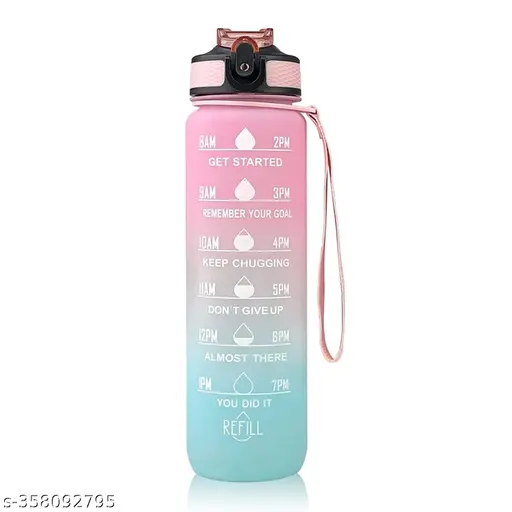 8AM 2PM
GET STARTED
9AM 3PM
REMEMBER YOUR GOAL
10AM 4PM
KEEP CHUGGING
11AM 5PM
DON'T GIVE UP
12PM 6PM
ALMOST THERE
1PM 7PM
YOU DID IT
REFILL
s-358092795